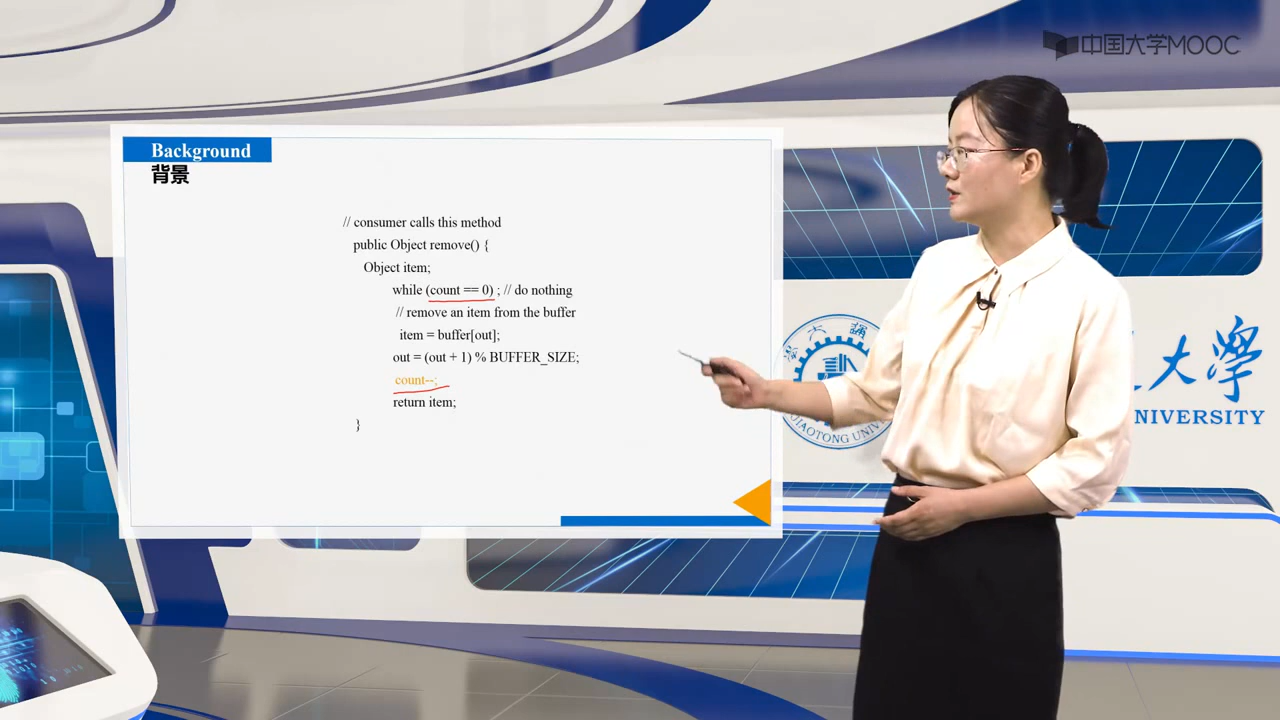 中国大学MOOC
Background
背景
// consumer calls this method
public Object remove() {
Object item;
while (count == 0) ; // do nothing
// remove an item from the buffer
item = buffer[out];
out = (out + 1) % BUFFER_SIZE;
count--;
return item;
}
大學
NIVERSITY
JIAOTONG UNIV